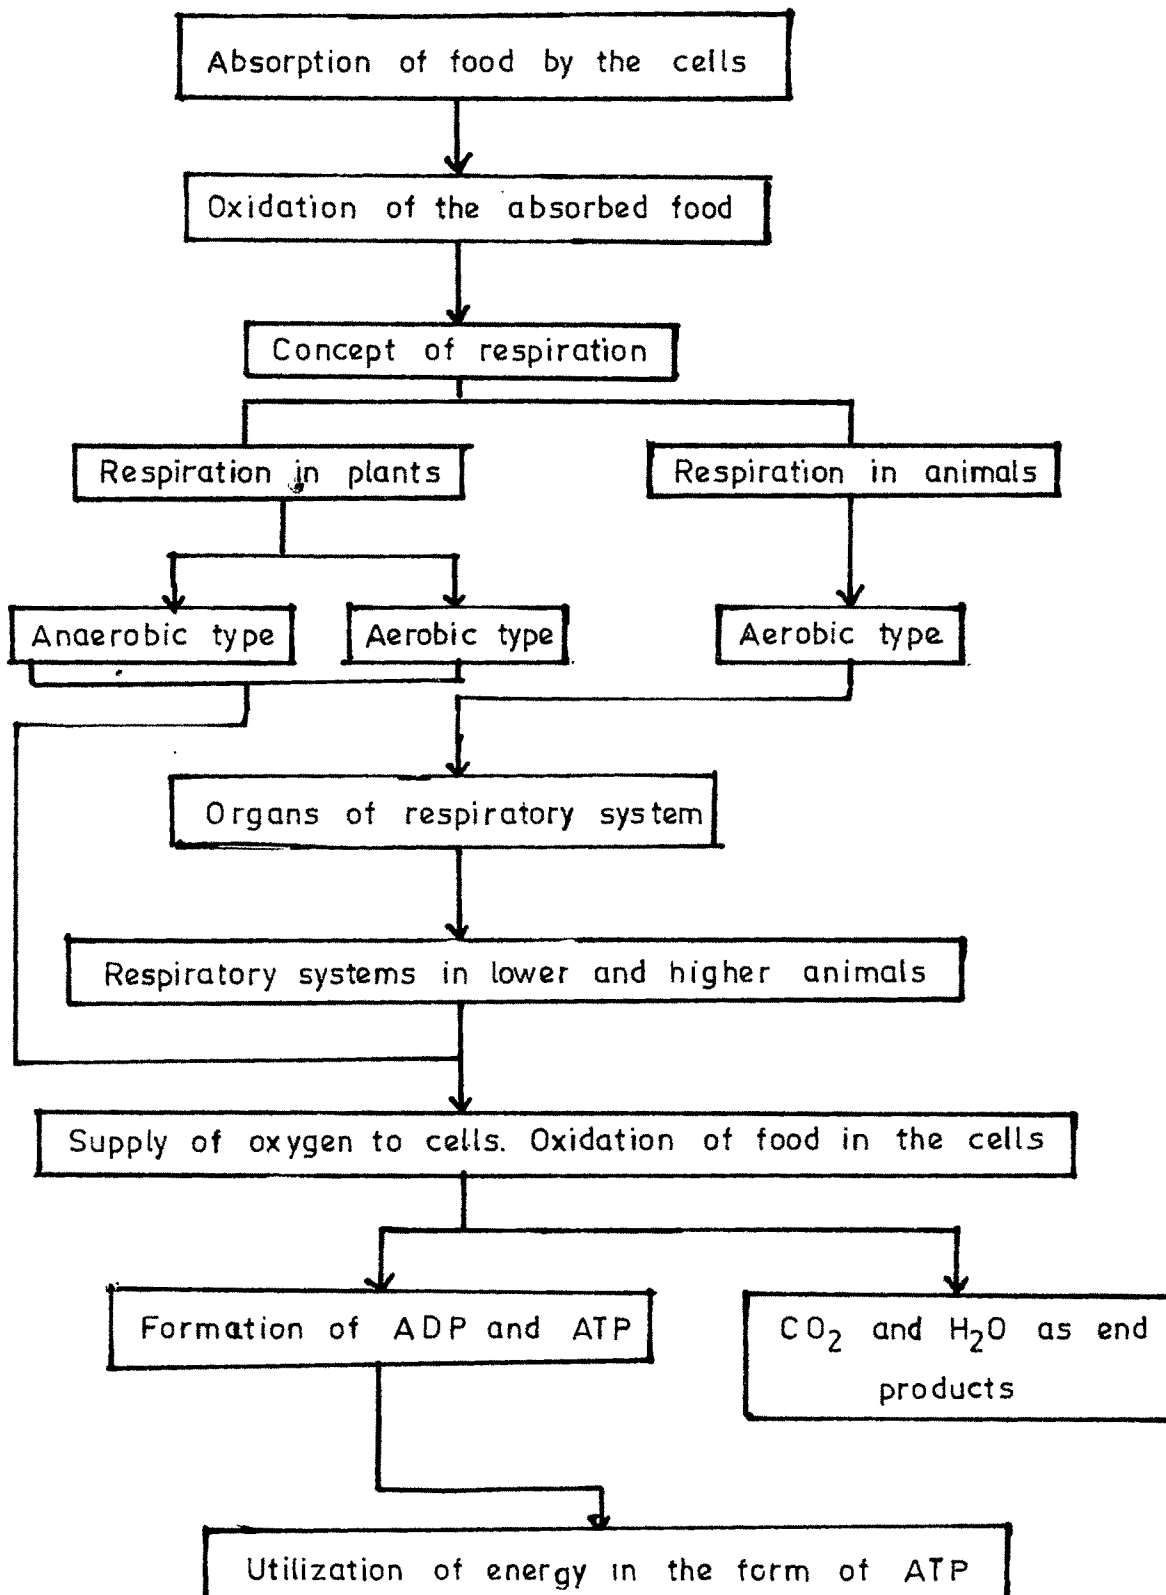 Absorption of food by the cells
Oxidation of the absorbed food
Concept of respiration
Respiration in plants
Respiration in animals
Anaerobic type
Aerobic type
Aerobic type
Organs of respiratory system
Respiratory systems in lower and higher animals
Supply of oxygen to cells. Oxidation of food in the cells
Formation of ADP and ATP
CO₂ and H₂O as end
products
Utilization of energy in the form of ATP